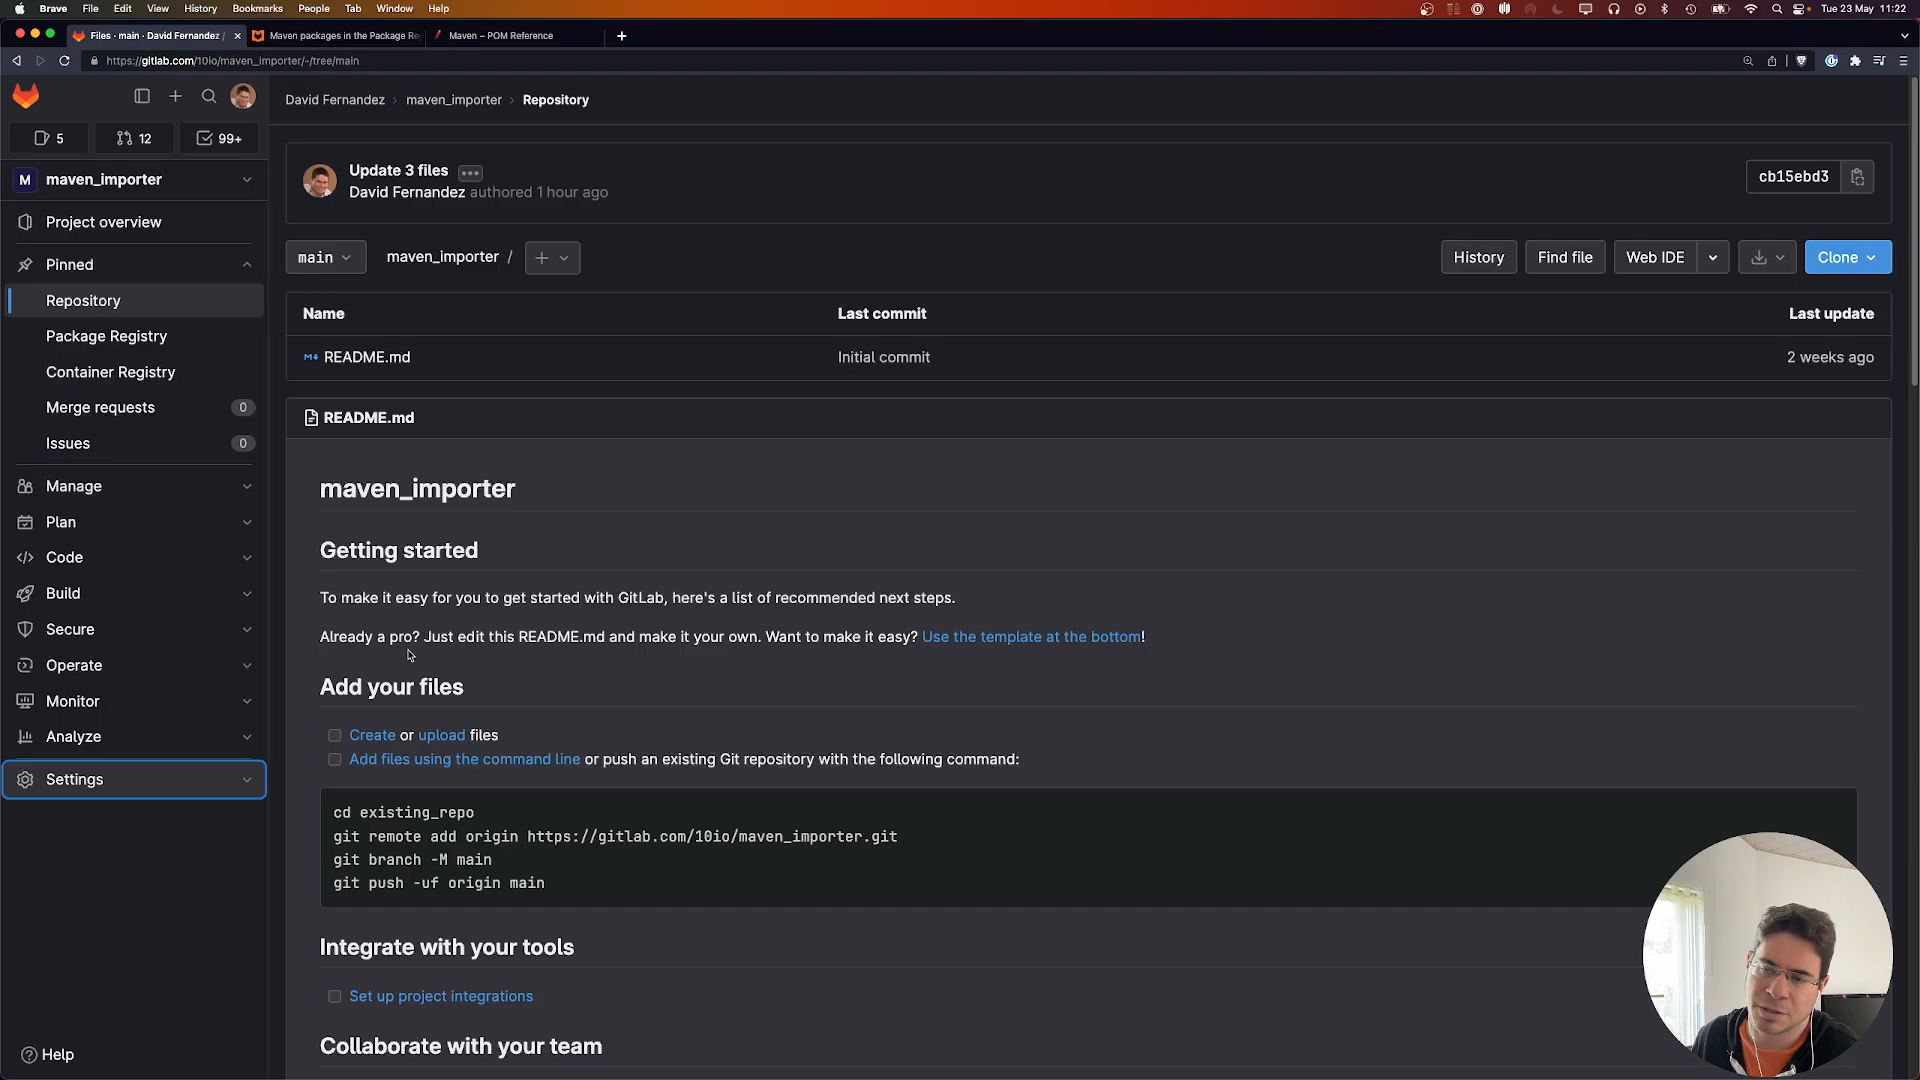 Brave File Edit View History Bookmarks People Tab Window Help
Tue 23 May 11:22
Files · main · David Fernandez /
Maven packages in the Package Re
Maven – POM Reference
https://gitlab.com/10io/maven_importer/-/tree/main
David Fernandez › maven_importer › Repository
5
12
99+
M maven_importer
Project overview
Pinned
Repository
Package Registry
Container Registry
Merge requests 0
Issues 0
Manage
Plan
Code
Build
Secure
Operate
Monitor
Analyze
Settings
Help
Update 3 files
David Fernandez authored 1 hour ago
cb15ebd3
main
maven_importer /
History
Find file
Web IDE
Clone
Name Last commit Last update
README.md Initial commit 2 weeks ago
README.md
maven_importer
Getting started
To make it easy for you to get started with GitLab, here's a list of recommended next steps.
Already a pro? Just edit this README.md and make it your own. Want to make it easy? Use the template at the bottom!
Add your files
Create or upload files
Add files using the command line or push an existing Git repository with the following command:
cd existing_repo
git remote add origin https://gitlab.com/10io/maven_importer.git
git branch -M main
git push -uf origin main
Integrate with your tools
Set up project integrations
Collaborate with your team